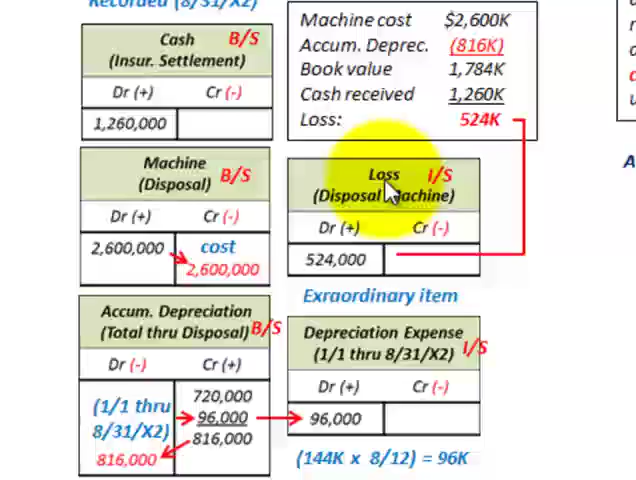 Recorded (8/31/X2)
Cash B/S
(Insur. Settlement)
Dr (+) Cr (-)
1,260,000
Machine cost $2,600K
Accum. Deprec. (816K)
Book value 1,784K
Cash received 1,260K
Loss: 524K
Machine B/S
(Disposal)
Dr (+) Cr (-)
2,600,000 cost
2,600,000
Loss I/S
(Disposal Machine)
Dr (+) Cr (-)
524,000
Exraordinary item
Accum. Depreciation
(Total thru Disposal) B/S
Dr (-) Cr (+)
720,000
(1/1 thru 96,000
8/31/X2) 816,000
816,000
Depreciation Expense
(1/1 thru 8/31/X2) I/S
Dr (+) Cr (-)
96,000
(144K x 8/12) = 96K
A